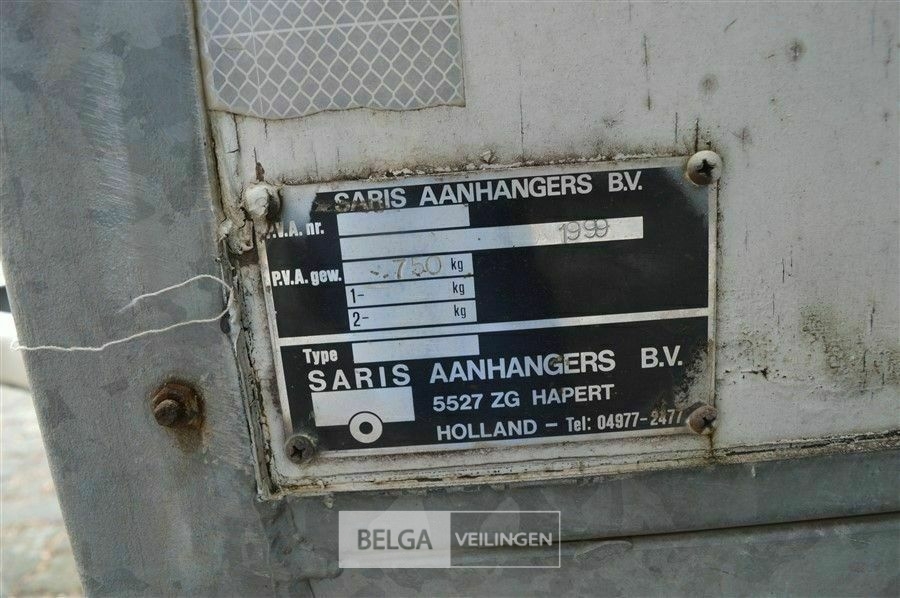 SARIS AANHANGERS B.V.
P.V.A. nr.
1999
P.V.A. gew. 750 kg
1- kg
2- kg
Type
SARIS AANHANGERS B.V.
5527 ZG HAPERT
HOLLAND – Tel: 04977-2477
BELGA VEILINGEN